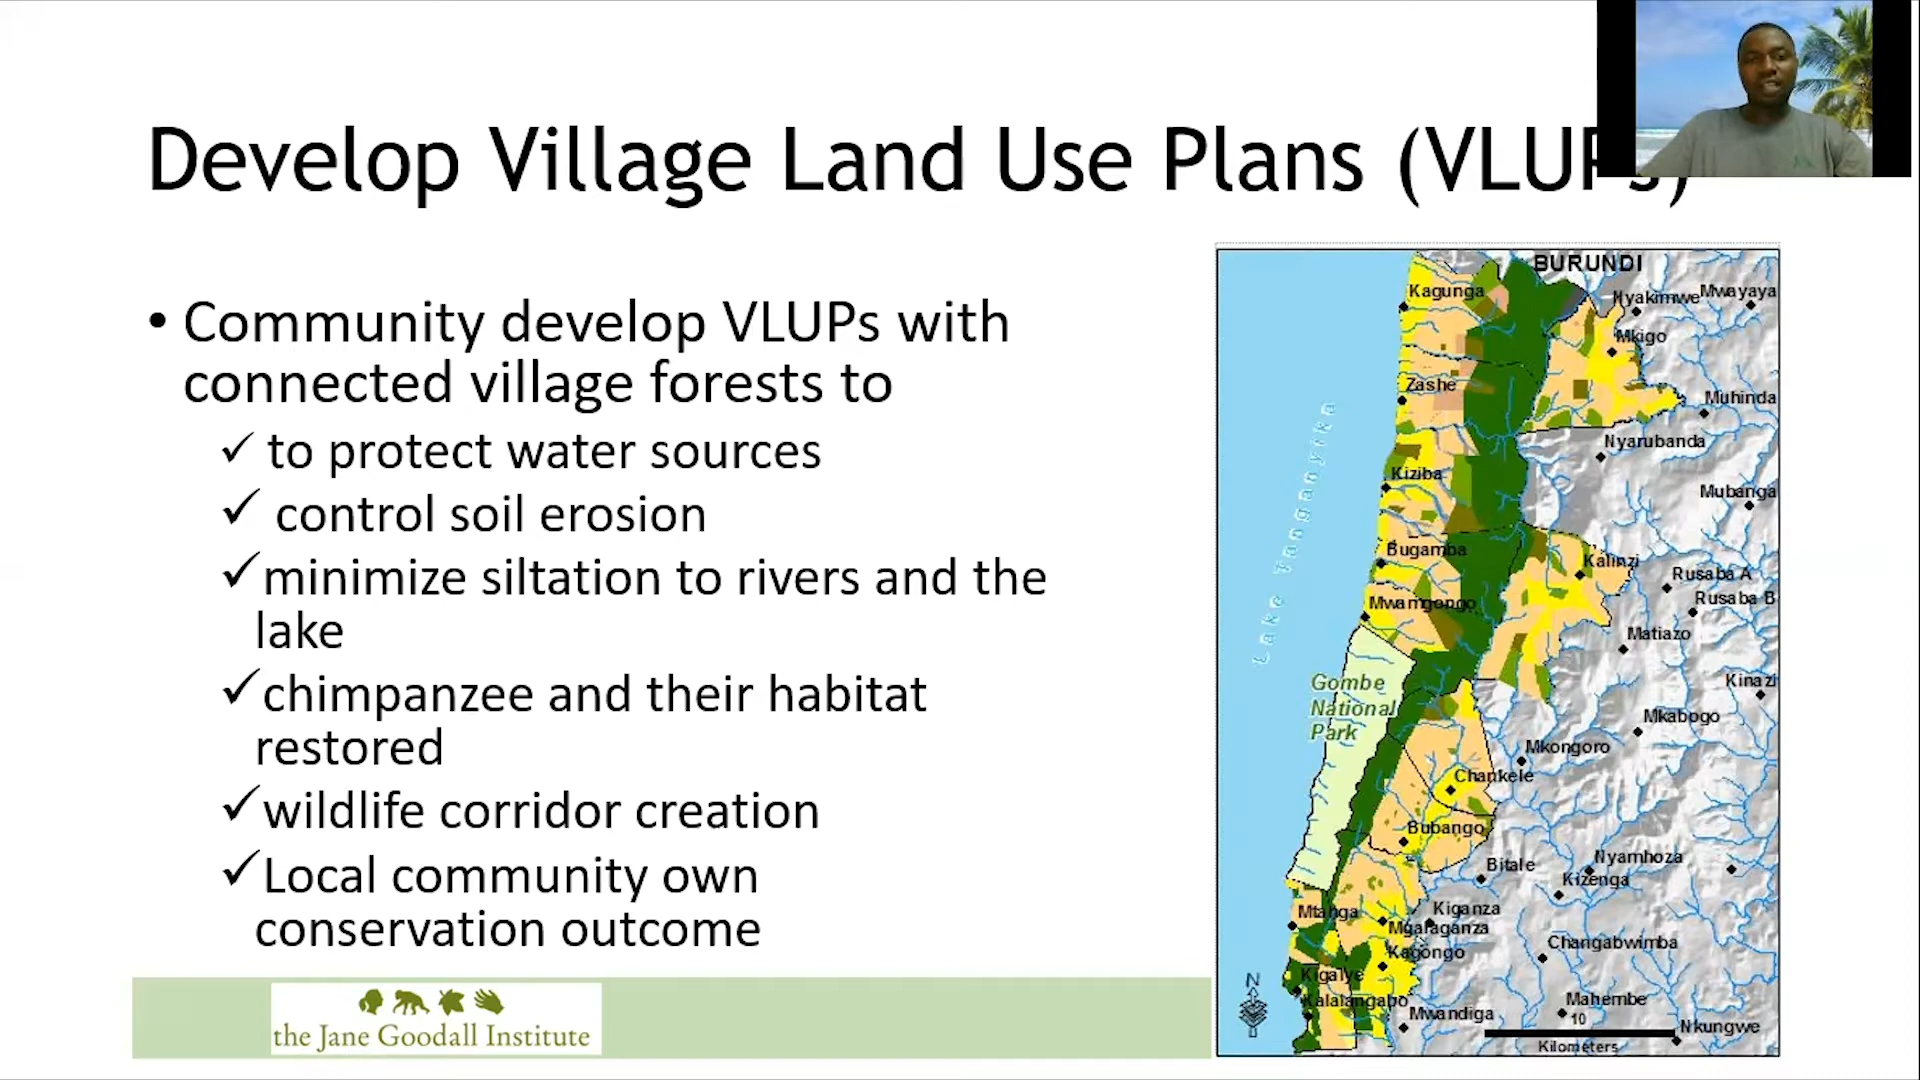 Develop Village Land Use Plans (VLUPs)
• Community develop VLUPs with
connected village forests to
✓ to protect water sources
✓ control soil erosion
✓minimize siltation to rivers and the
lake
✓chimpanzee and their habitat
restored
✓wildlife corridor creation
✓Local community own
conservation outcome
the Jane Goodall Institute
BURUNDI
Kagunga
Nyakimwe
Mwayaya
Mkigo
Zashe
Muhinda
Nyarubanda
Kiziba
Mubanga
Bugamba
Kalinzi
Rusaba A
Rusaba B
Mwamgongo
Matiazo
Lake Tanganyika
Kinazi
Gombe
National
Park
Mkabogo
Mkongoro
Chankele
Bubango
Bitale
Nyamhoza
Kizenga
Mtanga
Kiganza
Mgalaganza
Changabwimba
Kagongo
Kigalye
Kalalangabo
Mahembe
Mwandiga
10
Nkungwe
Kilometers
N